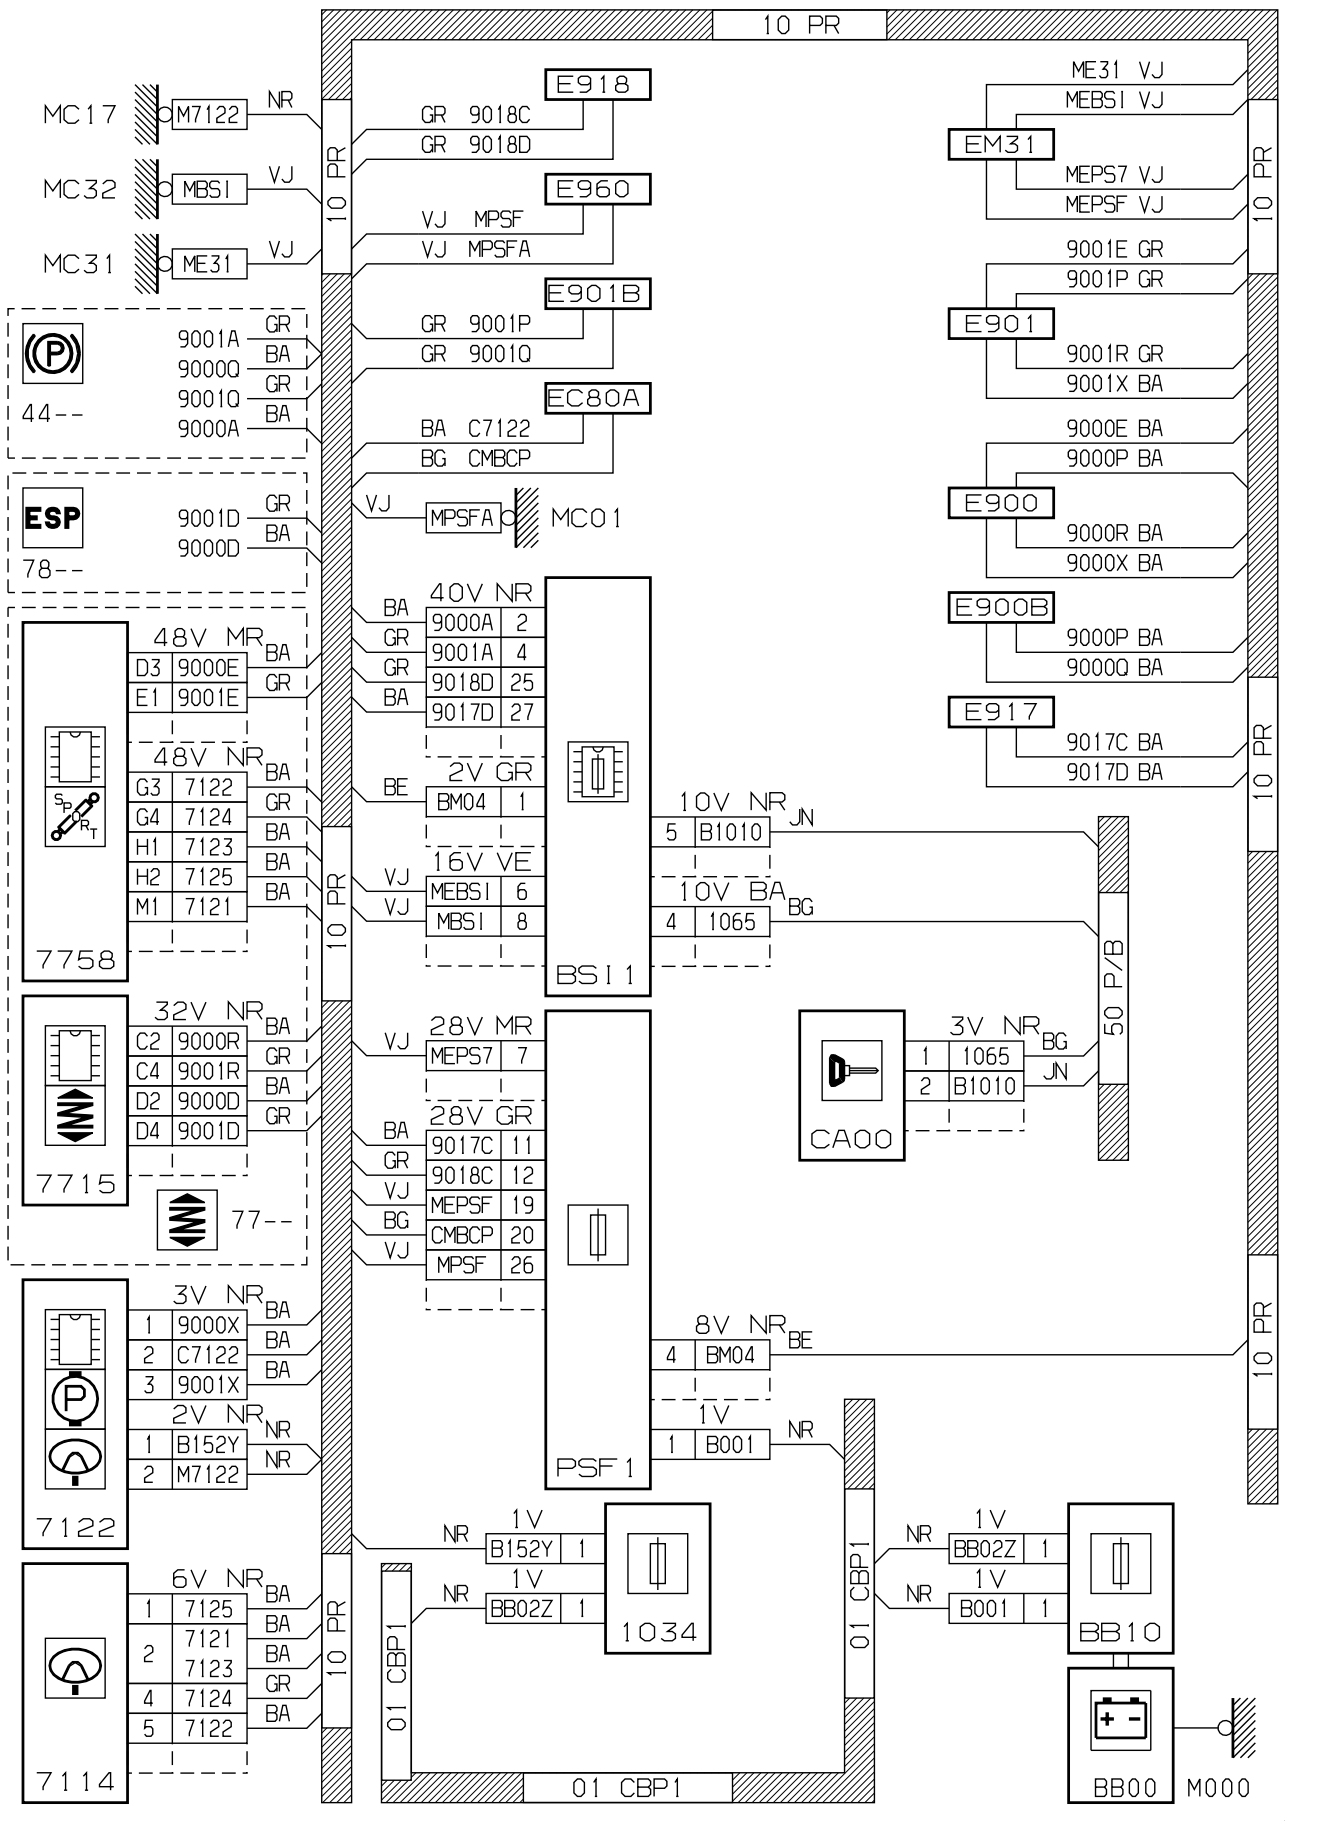 10 PR
MC17 M7122 NR
MC32 MBSI VJ
MC31 ME31 VJ
10 PR
E918
GR 9018C
GR 9018D
E960
VJ MPSF
VJ MPSFA
E901B
GR 9001P
GR 9001Q
EC80A
BA C7122
BG CMBCP
VJ MPSFA MC01
ME31 VJ
MEBSI VJ
EM31
MEPS7 VJ
MEPSF VJ
10 PR
9001E GR
9001P GR
E901
9001R GR
9001X BA
9000E BA
9000P BA
E900
9000R BA
9000X BA
E900B
9000P BA
9000Q BA
E917
9017C BA
9017D BA
10 PR
P
44--
9001A GR
9000Q BA
9001Q GR
9000A BA
ESP
78--
9001D GR
9000D BA
48V MR
D3 9000E BA
E1 9001E GR
48V NR
G3 7122 BA
G4 7124 GR
H1 7123 BA
H2 7125 BA
M1 7121 BA
SPORT
7758
10 PR
32V NR
C2 9000R BA
C4 9001R GR
D2 9000D BA
D4 9001D GR
7715
77--
3V NR
1 9000X BA
2 C7122 BA
3 9001X BA
2V NR
1 B152Y NR
2 M7122 NR
P
7122
6V NR
1 7125 BA
2 7121 BA
7123 BA
4 7124 GR
5 7122 BA
7114
10 PR
40V NR
BA 9000A 2
GR 9001A 4
GR 9018D 25
BA 9017D 27
2V GR
BE BM04 1
16V VE
VJ MEBSI 6
VJ MBSI 8
BSI1
10V NR
5 B1010 JN
10V BA
4 1065 BG
50 P/B
28V MR
VJ MEPS7 7
28V GR
BA 9017C 11
GR 9018C 12
VJ MEPSF 19
BG CMBCP 20
VJ MPSF 26
PSF1
8V NR
4 BM04 BE
1V
1 B001 NR
3V NR
1 1065 BG
2 B1010 JN
CA00
10 PR
1V
NR B152Y 1
1V
NR BB02Z 1
1034
01 CBP1
01 CBP1
01 CBP1
1V
NR BB02Z 1
1V
NR B001 1
BB10
+ -
BB00 M000